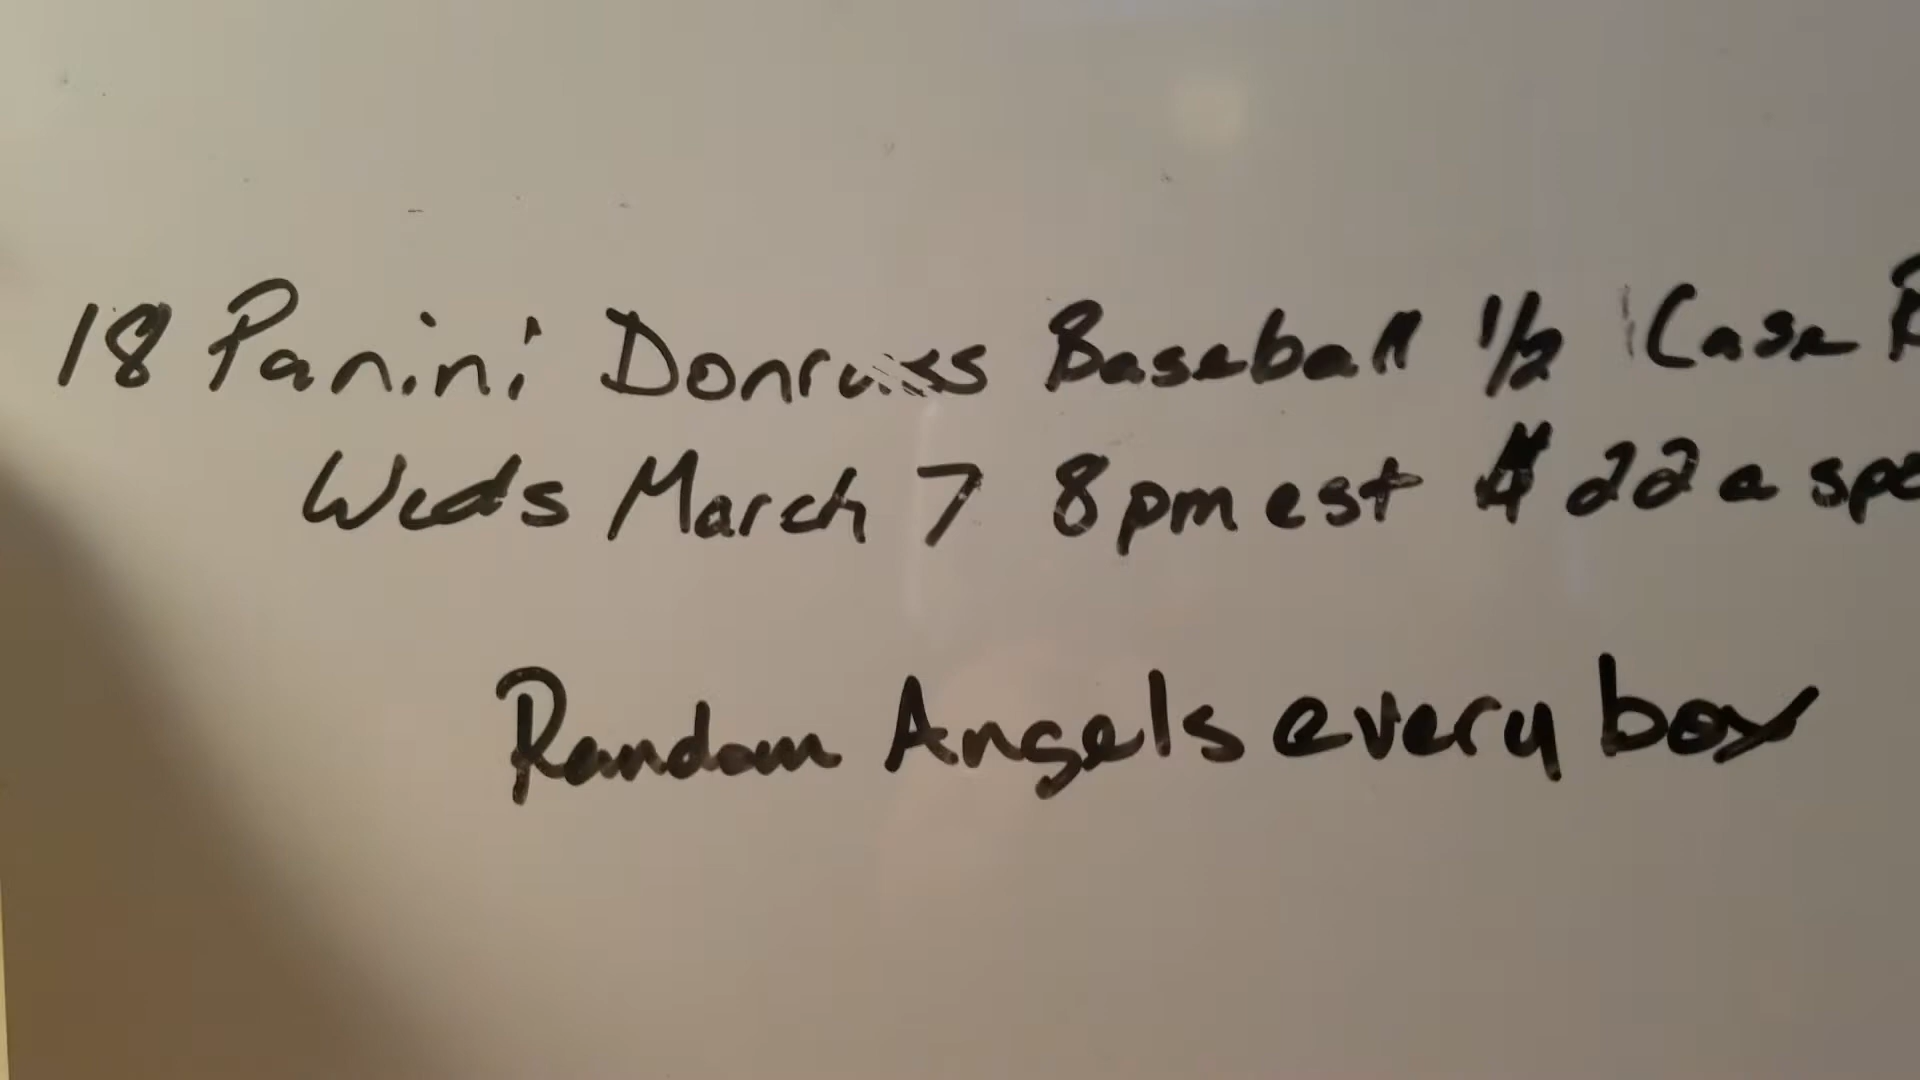 18 Panini Donruss Baseball 1/2 Case
Weds March 7 8pm est $22 a
Random Angels every box